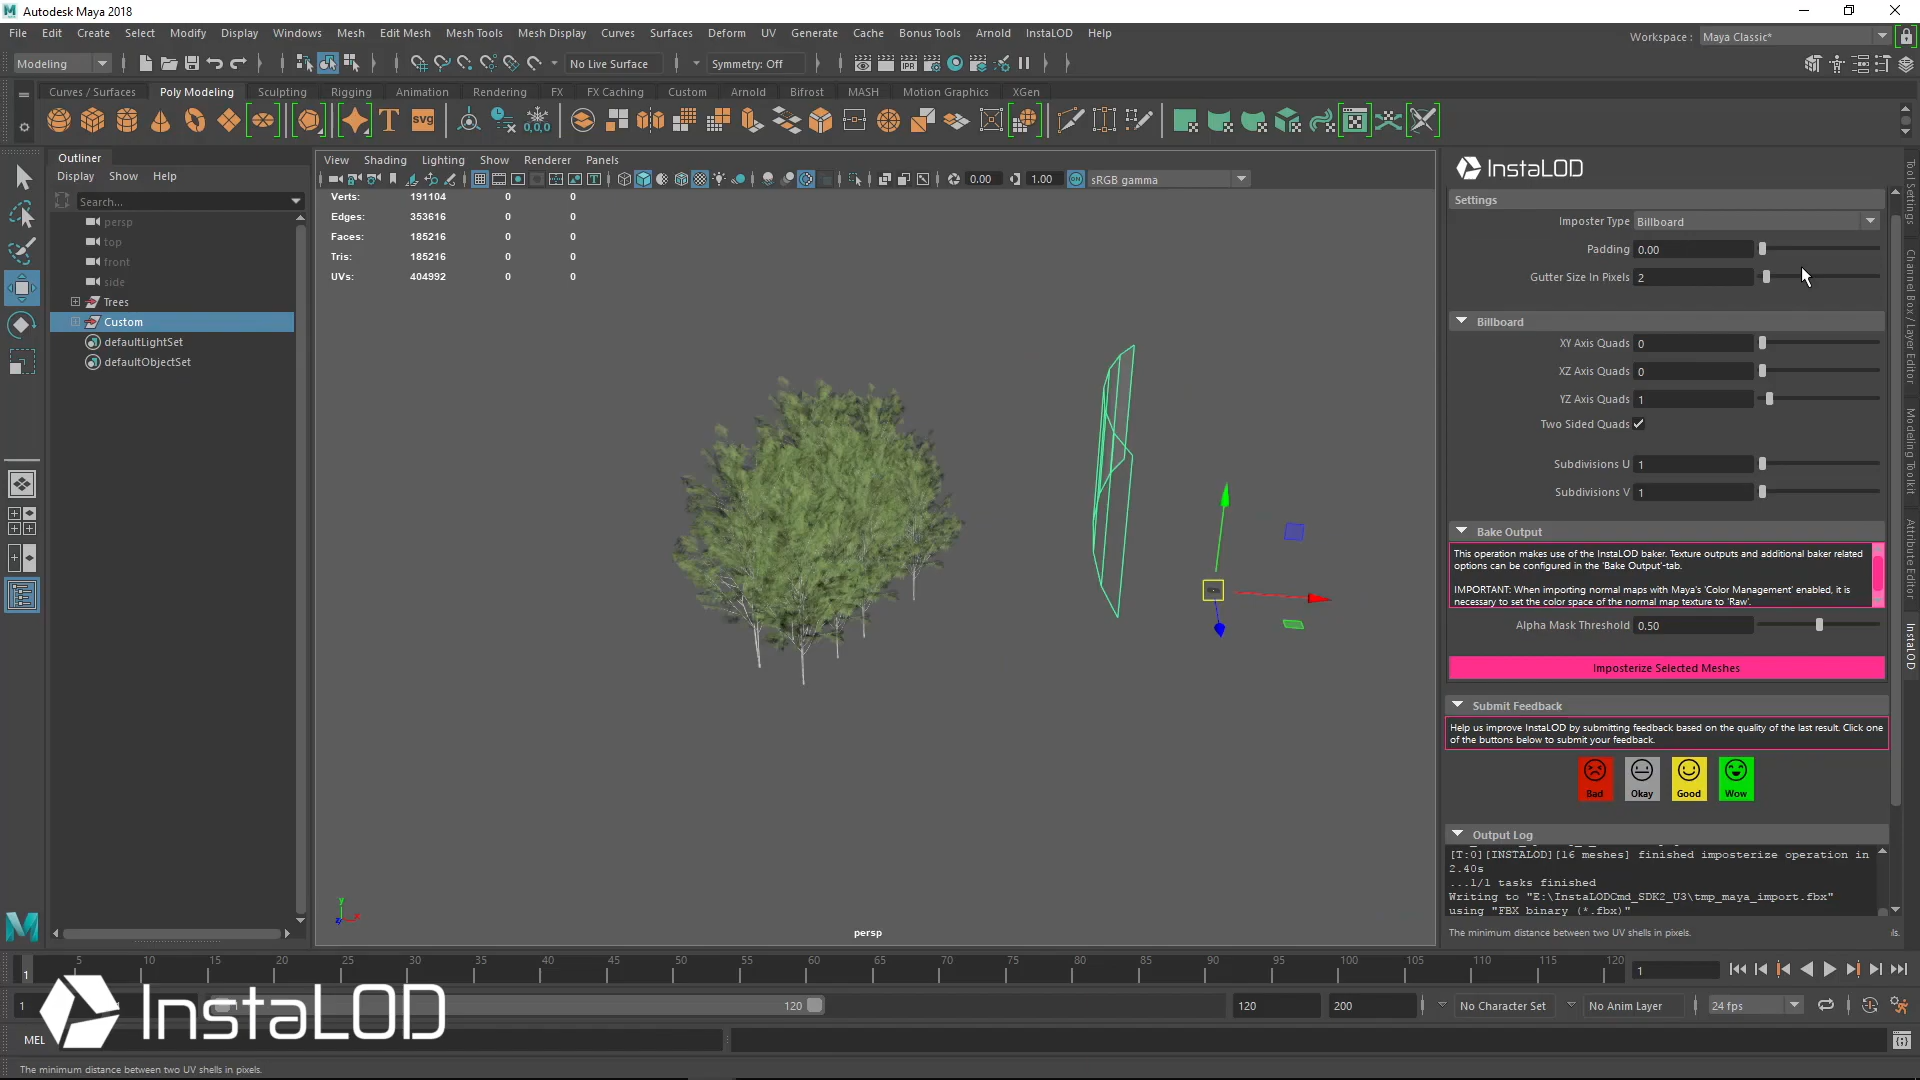 Autodesk Maya 2018
File Edit Create Select Modify Display Windows Mesh Edit Mesh Mesh Tools Mesh Display Curves Surfaces Deform UV Generate Cache Bonus Tools Arnold InstaLOD Help
Workspace : Maya Classic*
Modeling No Live Surface Symmetry: Off
Curves / Surfaces Poly Modeling Sculpting Rigging Animation Rendering FX FX Caching Custom Arnold Bifrost MASH Motion Graphics XGen
Outliner
Display Show Help
Search...
persp
top
front
side
Trees
Custom
defaultLightSet
defaultObjectSet
View Shading Lighting Show Renderer Panels
0.00 1.00 sRGB gamma
Verts: 191104 0 0
Edges: 353616 0 0
Faces: 185216 0 0
Tris: 185216 0 0
UVs: 404992 0 0
persp
InstaLOD
Settings
Imposter Type Billboard
Padding 0.00
Gutter Size In Pixels 2
Billboard
XY Axis Quads 0
XZ Axis Quads 0
YZ Axis Quads 1
Two Sided Quads
Subdivisions U 1
Subdivisions V 1
Bake Output
This operation makes use of the InstaLOD baker. Texture outputs and additional baker related
options can be configured in the 'Bake Output'-tab.
IMPORTANT: When importing normal maps with Maya's 'Color Management' enabled, it is
necessary to set the color space of the normal map texture to 'Raw'.
Alpha Mask Threshold 0.50
Imposterize Selected Meshes
Submit Feedback
Help us improve InstaLOD by submitting feedback based on the quality of the last result. Click one
of the buttons below to submit your feedback.
Bad Okay Good Wow
Output Log
[T:0][INSTALOD][16 meshes] finished imposterize operation in
2.40s
...1/1 tasks finished
Writing to "E:\InstaLODCmd_SDK2_U3\tmp_maya_import.fbx"
using "FBX binary (*.fbx)"
The minimum distance between two UV shells in pixels. ils.
Tool Settings
Channel Box / Layer Editor
Modeling Toolkit
Attribute Editor
InstaLOD
1 5 10 15 20 25 30 35 40 45 50 55 60 65 70 75 80 85 90 95 100 105 110 115 120 1
1 120 120 200 No Character Set No Anim Layer 24 fps
InstaLOD
MEL
The minimum distance between two UV shells in pixels.